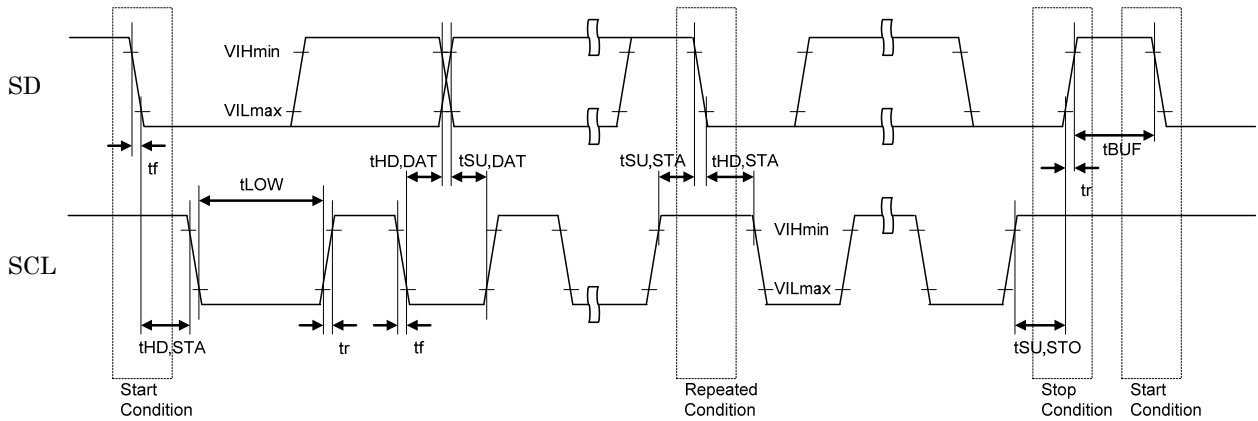 SD
VIHmin
VILmax
tf
tHD,DAT
tSU,DAT
tSU,STA
tHD,STA
tBUF
tr
tLOW
SCL
VIHmin
VILmax
tHD,STA
tr
tf
tSU,STO
Start
Condition
Repeated
Condition
Stop
Condition
Start
Condition